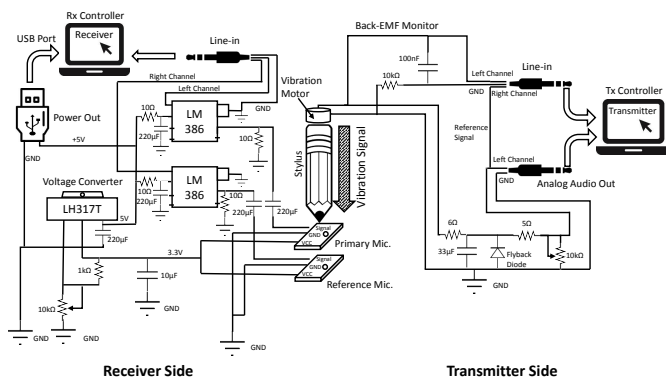 Rx Controller
Receiver
USB Port
Line-in
Right Channel
Left Channel
GND
Power Out
+5V
GND
10Ω
220µF
LM
386
10Ω
10Ω
220µF
LM
386
10Ω
220µF
220µF
Voltage Converter
LH317T
5V
220µF
3.3V
1kΩ
10µF
10kΩ
GND
GND
GND
GND
Vibration
Motor
Stylus
Vibration Signal
Signal
GND
VCC
Primary Mic.
Signal
GND
VCC
Reference Mic.
GND
Back-EMF Monitor
100nF
10kΩ
Left Channel
GND
Right Channel
Line-in
Tx Controller
Transmitter
Reference
Signal
Left Channel
GND
Analog Audio Out
6Ω
33µF
Flyback
Diode
5Ω
10kΩ
GND
Receiver Side
Transmitter Side